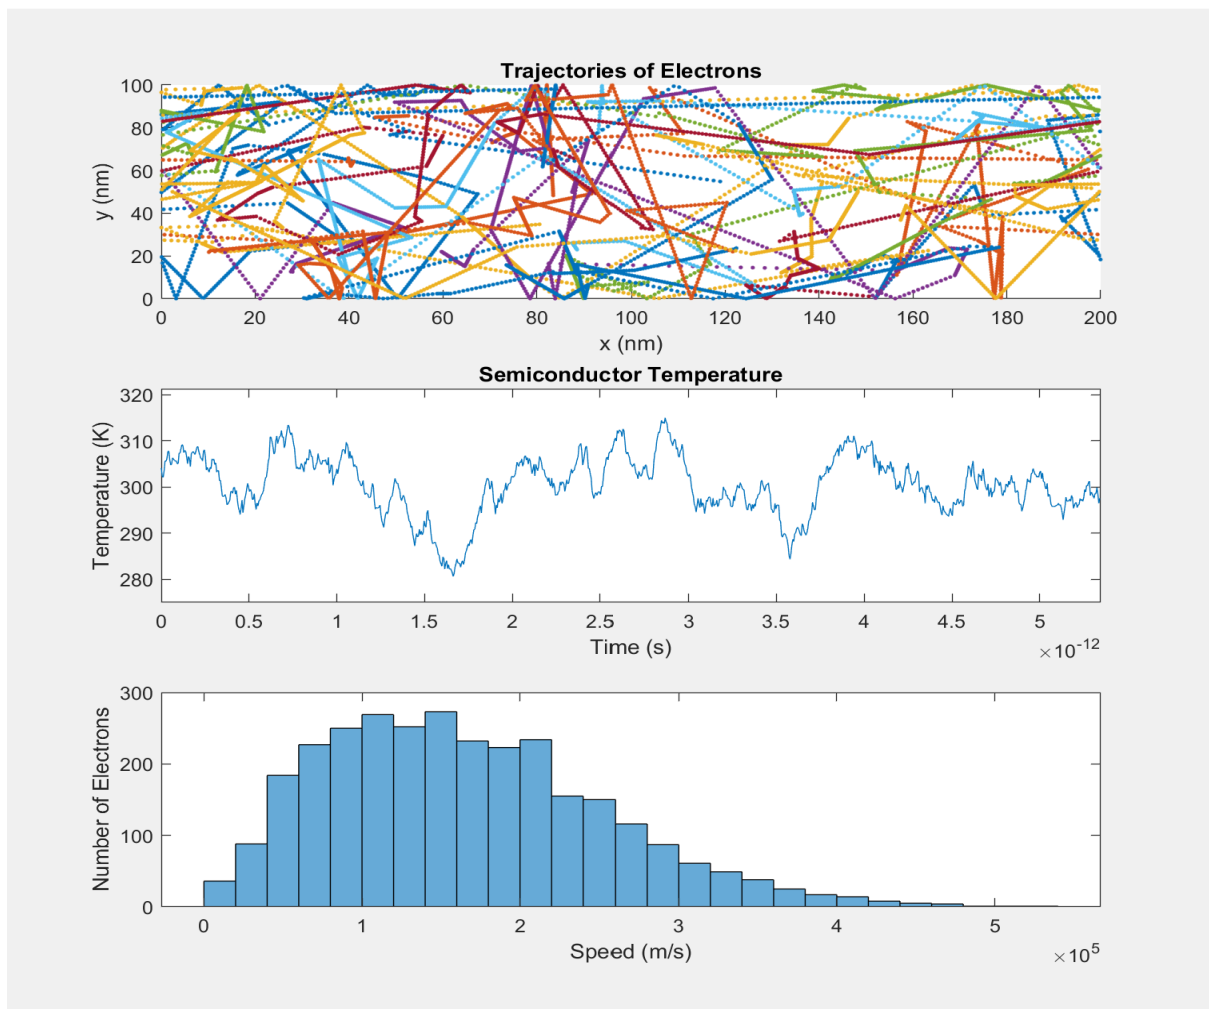 Trajectories of Electrons
100
80
60
40
20
0
y (nm)
0 20 40 60 80 100 120 140 160 180 200
x (nm)
Semiconductor Temperature
320
310
300
290
280
Temperature (K)
0 0.5 1 1.5 2 2.5 3 3.5 4 4.5 5
Time (s)
×10^-12
300
200
100
0
Number of Electrons
0 1 2 3 4 5
Speed (m/s)
×10^5